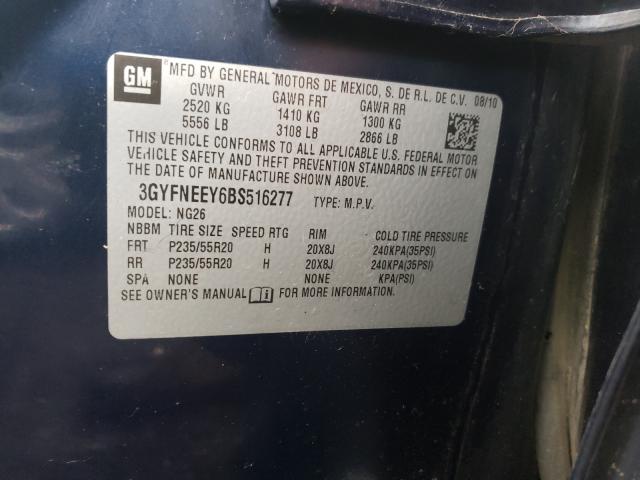 GM
MFD BY GENERAL MOTORS DE MEXICO, S. DE R.L. DE C.V. 08/10
GVWR GAWR FRT GAWR RR
2520 KG 1410 KG 1300 KG
5556 LB 3108 LB 2866 LB
THIS VEHICLE CONFORMS TO ALL APPLICABLE U.S. FEDERAL MOTOR
VEHICLE SAFETY AND THEFT PREVENTION STANDARDS IN EFFECT ON
THE DATE OF MANUFACTURE SHOWN ABOVE.
3GYFNEEY6BS516277 TYPE: M.P.V.
MODEL: NG26
NBBM TIRE SIZE SPEED RTG RIM COLD TIRE PRESSURE
FRT P235/55R20 H 20X8J 240KPA(35PSI)
RR P235/55R20 H 20X8J 240KPA(35PSI)
SPA NONE NONE KPA(PSI)
SEE OWNER'S MANUAL FOR MORE INFORMATION.